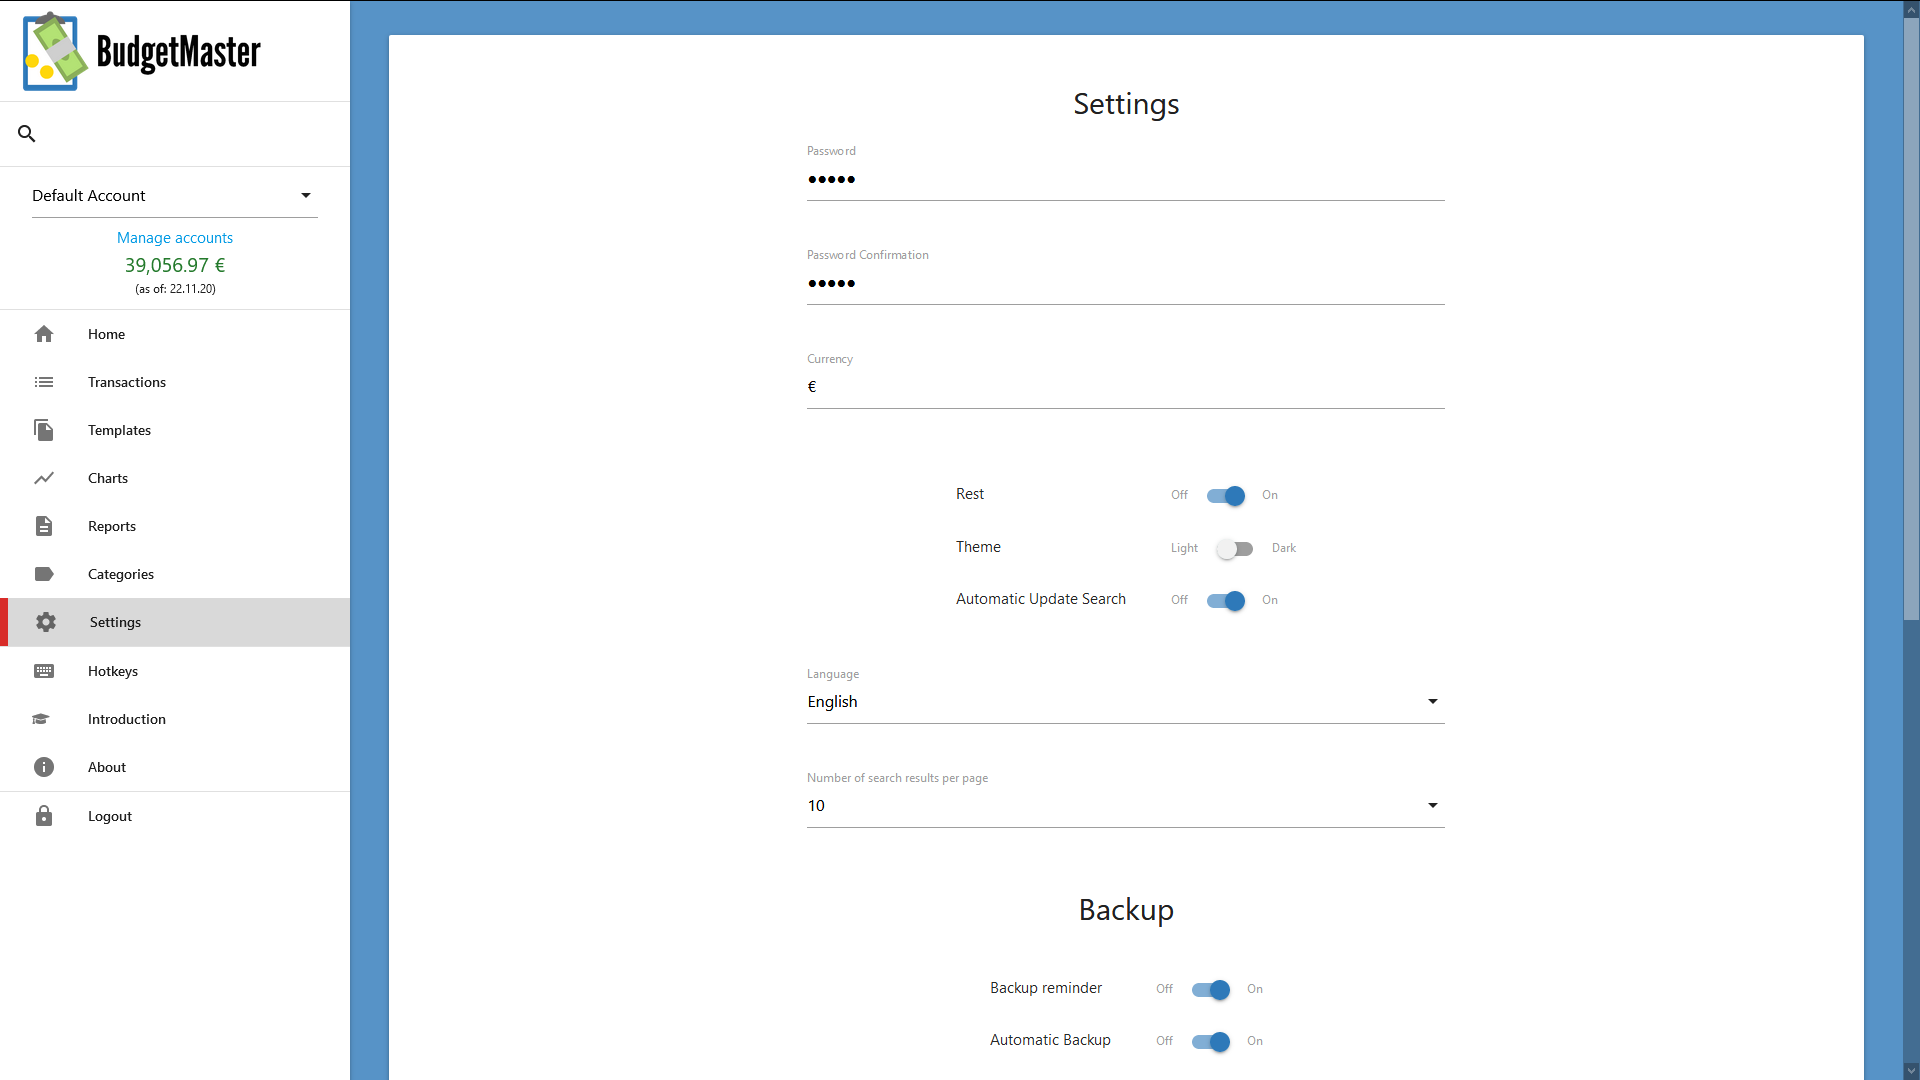 BudgetMaster
Default Account
Manage accounts
39,056.97 €
(as of: 22.11.20)
Home
Transactions
Templates
Charts
Reports
Categories
Settings
Hotkeys
Introduction
About
Logout
Settings
Password
•••••
Password Confirmation
•••••
Currency
€
Rest Off On
Theme Light Dark
Automatic Update Search Off On
Language
English
Number of search results per page
10
Backup
Backup reminder Off On
Automatic Backup Off On